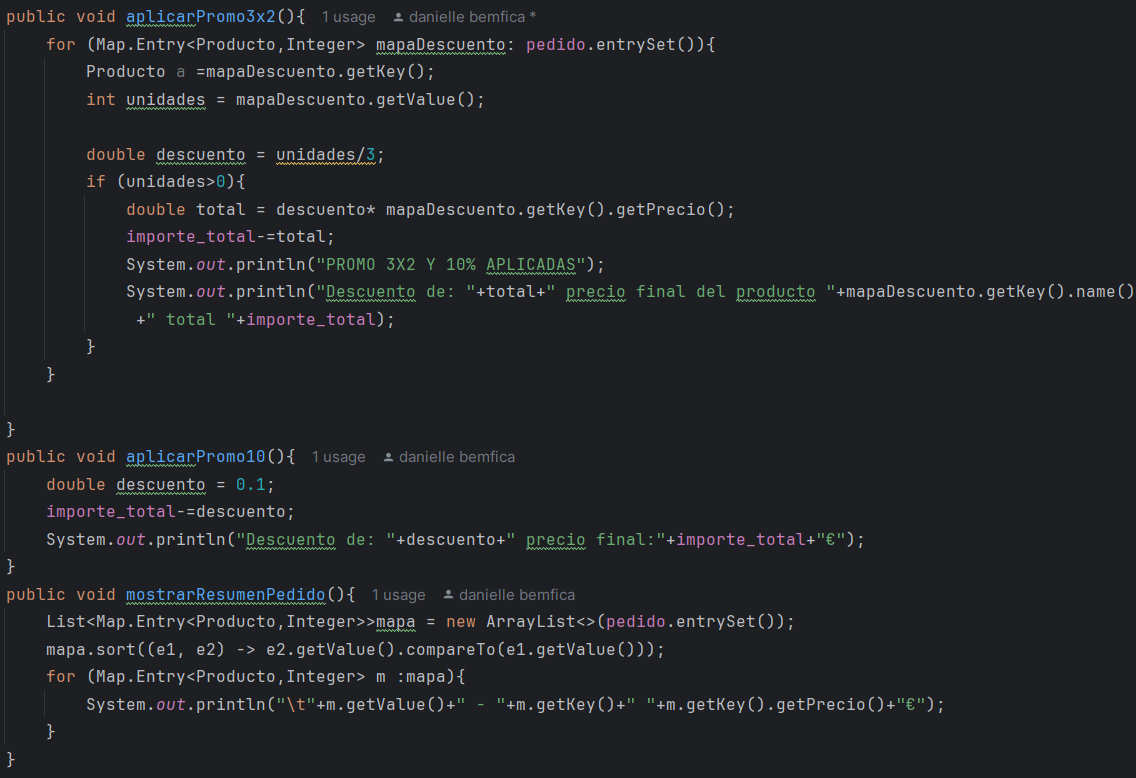 public void aplicarPromo3x2(){ 1 usage danielle bemfica *
for (Map.Entry<Producto,Integer> mapaDescuento: pedido.entrySet()){
Producto a =mapaDescuento.getKey();
int unidades = mapaDescuento.getValue();
double descuento = unidades/3;
if (unidades>0){
double total = descuento* mapaDescuento.getKey().getPrecio();
importe_total-=total;
System.out.println("PROMO 3X2 Y 10% APLICADAS");
System.out.println("Descuento de: "+total+" precio final del producto "+mapaDescuento.getKey().name()
+" total "+importe_total);
}
}
}
public void aplicarPromo10(){ 1 usage danielle bemfica
double descuento = 0.1;
importe_total-=descuento;
System.out.println("Descuento de: "+descuento+" precio final:"+importe_total+"€");
}
public void mostrarResumenPedido(){ 1 usage danielle bemfica
List<Map.Entry<Producto,Integer>>mapa = new ArrayList<>(pedido.entrySet());
mapa.sort((e1, e2) -> e2.getValue().compareTo(e1.getValue()));
for (Map.Entry<Producto,Integer> m :mapa){
System.out.println("\t"+m.getValue()+" - "+m.getKey()+" "+m.getKey().getPrecio()+"€");
}
}